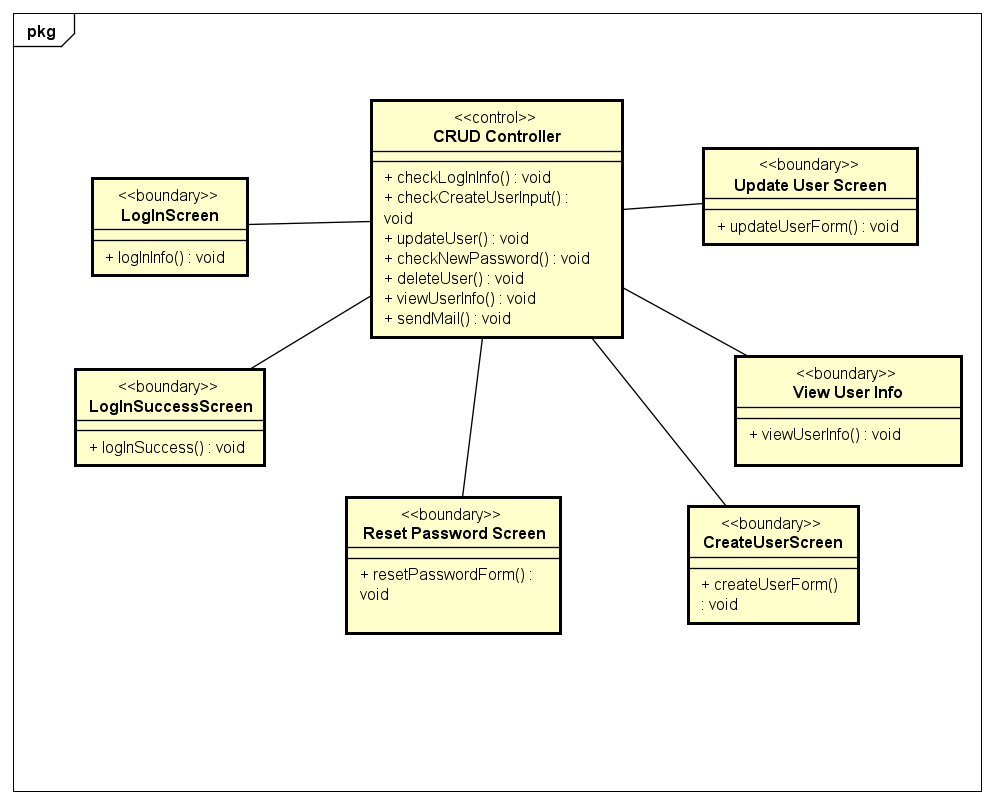 pkg
<<control>>
CRUD Controller
+ checkLogInInfo() : void
+ checkCreateUserInput() :
void
+ updateUser() : void
+ checkNewPassword() : void
+ deleteUser() : void
+ viewUserInfo() : void
+ sendMail() : void
<<boundary>>
Update User Screen
+ updateUserForm() : void
<<boundary>>
LogInScreen
+ logInInfo() : void
<<boundary>>
View User Info
+ viewUserInfo() : void
<<boundary>>
LogInSuccessScreen
+ logInSuccess() : void
<<boundary>>
Reset Password Screen
+ resetPasswordForm() :
void
<<boundary>>
CreateUserScreen
+ createUserForm()
: void